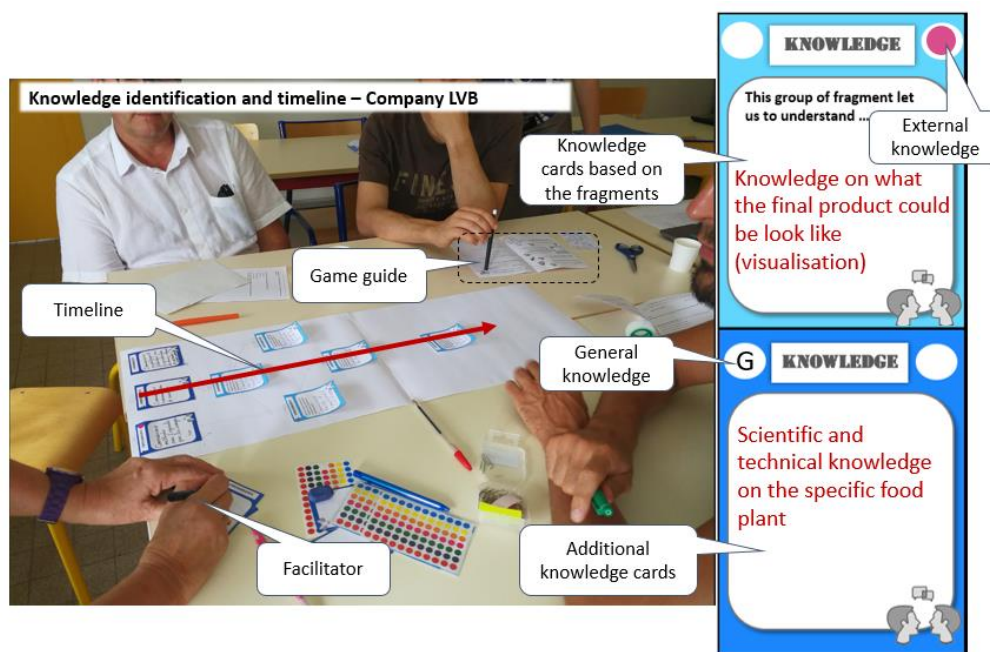 Knowledge identification and timeline – Company LVB
FINES
Knowledge
cards based on
the fragments
Game guide
Timeline
Facilitator
General
knowledge
Additional
knowledge cards
KNOWLEDGE
This group of fragment let
us to understand ...
External
knowledge
Knowledge on what
the final product could
be look like
(visualisation)
G
KNOWLEDGE
Scientific and
technical knowledge
on the specific food
plant